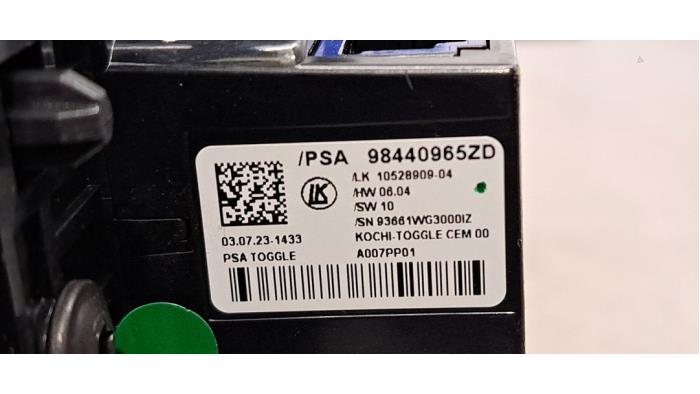 /PSA 98440965ZD
LK
/LK 10528909-04
/HW 06.04
/SW 10
/SN 93661WG3000IZ
03.07.23-1433
KOCHI-TOGGLE CEM 00
PSA TOGGLE
A007PP01